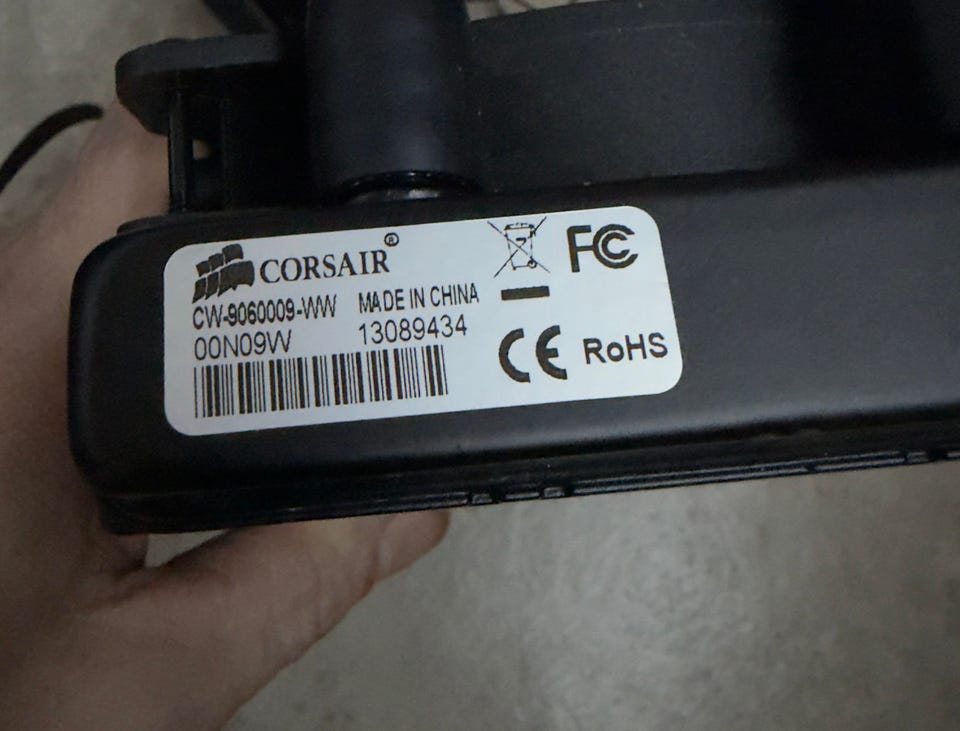 CORSAIR®
CW-9060009-WW MADE IN CHINA
00N09W 13089434
FC
CE RoHS